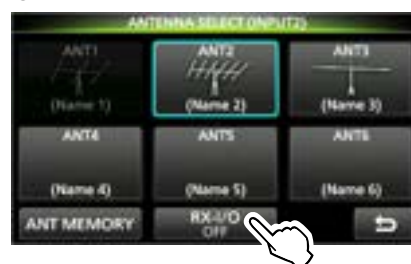 ANTENNA SELECT (INPUT2)
ANT1 ANT2 ANT3
(Name 1) (Name 2) (Name 3)
ANT4 ANT5 ANT6
(Name 4) (Name 5) (Name 6)
ANT MEMORY RX-I/O
OFF